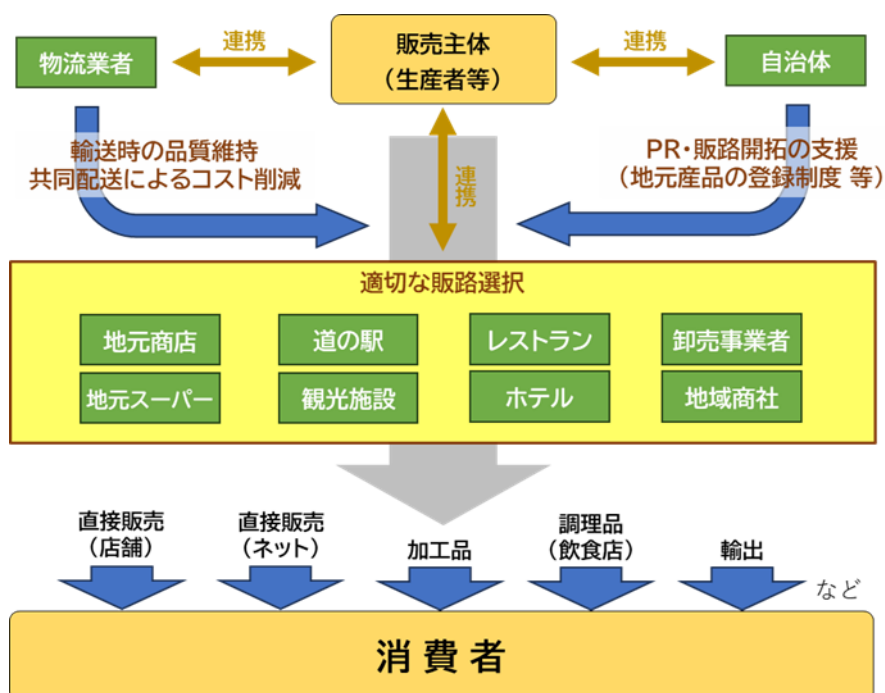 物流業者
連携
販売主体
（生産者等）
連携
自治体
輸送時の品質維持
共同配送によるコスト削減
連携
PR・販路開拓の支援
（地元産品の登録制度 等）
適切な販路選択
地元商店
道の駅
レストラン
卸売事業者
地元スーパー
観光施設
ホテル
地域商社
直接販売
（店舗）
直接販売
（ネット）
加工品
調理品
（飲食店）
輸出
など
消費者